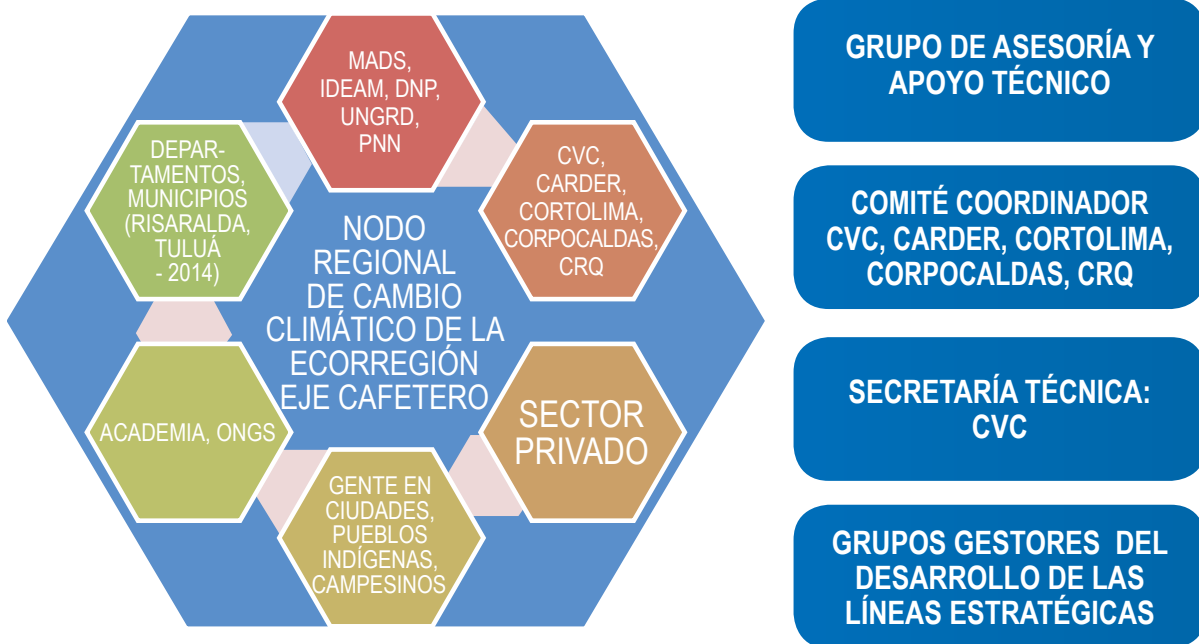 MADS,
IDEAM, DNP,
UNGRD,
PNN
CVC,
CARDER,
CORTOLIMA,
CORPOCALDAS,
CRQ
SECTOR
PRIVADO
GENTE EN
CIUDADES,
PUEBLOS
INDÍGENAS,
CAMPESINOS
ACADEMIA, ONGS
DEPAR-
TAMENTOS,
MUNICIPIOS
(RISARALDA,
TULUÁ
- 2014)
NODO
REGIONAL
DE CAMBIO
CLIMÁTICO DE LA
ECORREGIÓN
EJE CAFETERO
GRUPO DE ASESORÍA Y
APOYO TÉCNICO
COMITÉ COORDINADOR
CVC, CARDER, CORTOLIMA,
CORPOCALDAS, CRQ
SECRETARÍA TÉCNICA:
CVC
GRUPOS GESTORES DEL
DESARROLLO DE LAS
LÍNEAS ESTRATÉGICAS